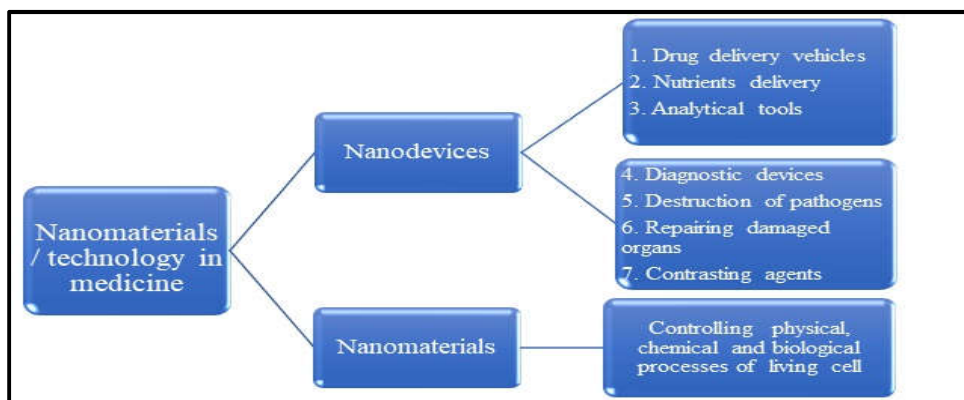 Nanomaterials
/ technology in
medicine
Nanodevices
1. Drug delivery vehicles
2. Nutrients delivery
3. Analytical tools
4. Diagnostic devices
5. Destruction of pathogens
6. Repairing damaged
organs
7. Contrasting agents
Nanomaterials
Controlling physical,
chemical and biological
processes of living cell